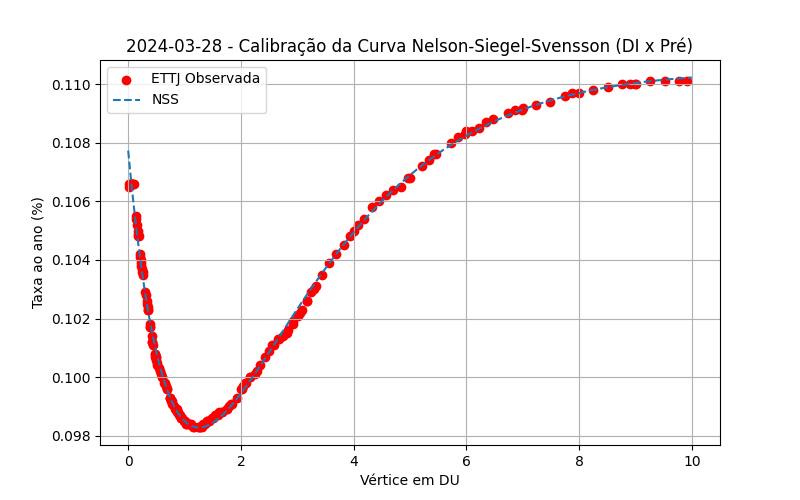 2024-03-28 - Calibração da Curva Nelson-Siegel-Svensson (DI x Pré)
ETTJ Observada
NSS
0.110
0.108
0.106
0.104
0.102
0.100
0.098
Taxa ao ano (%)
0 2 4 6 8 10
Vértice em DU